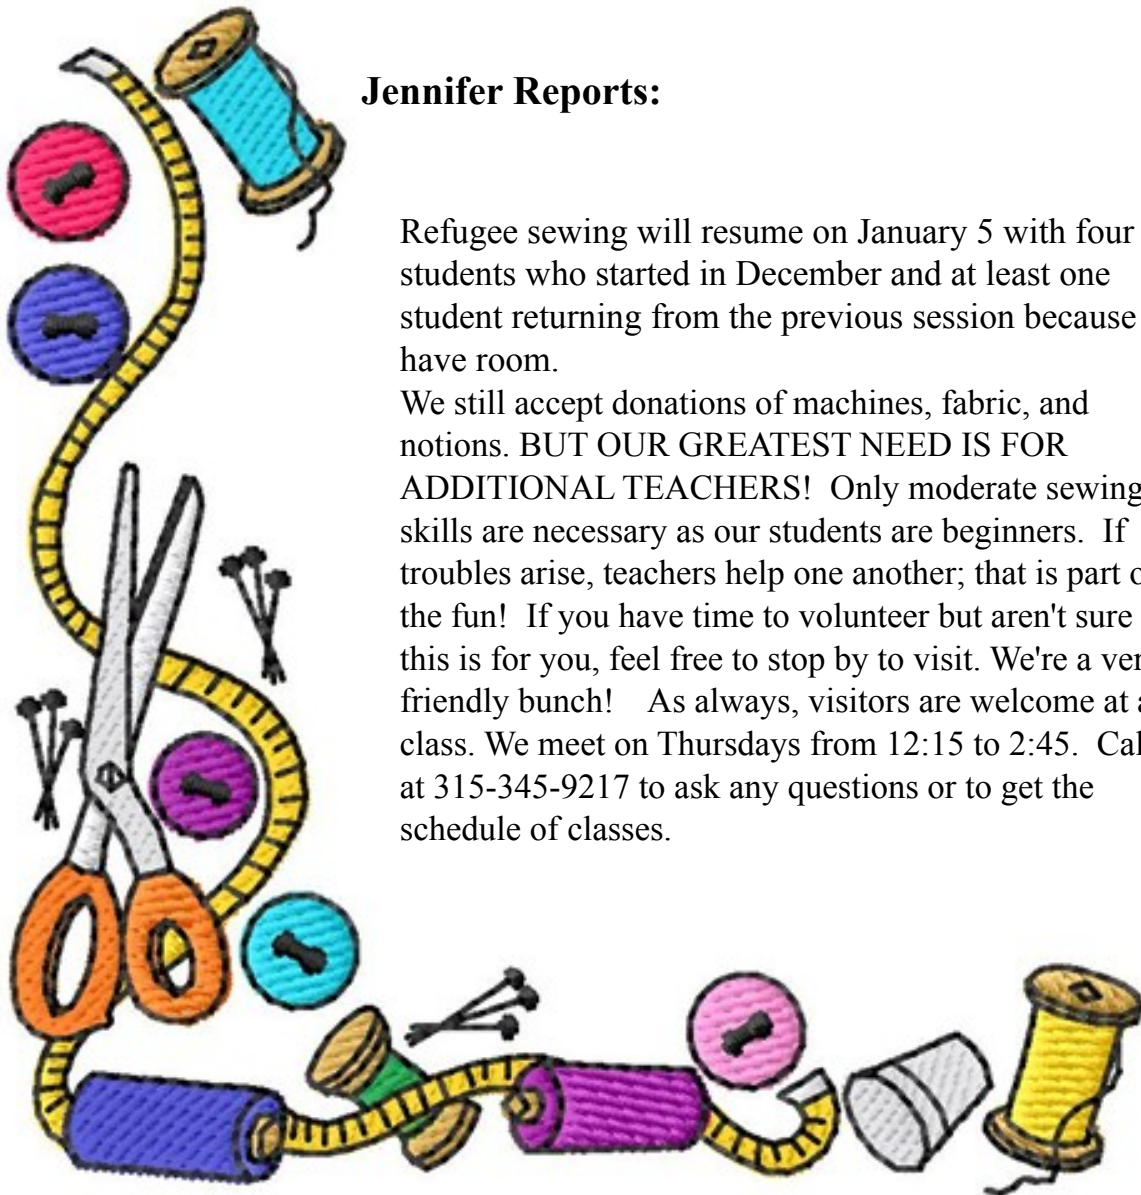 Jennifer Reports:
Refugee sewing will resume on January 5 with four
students who started in December and at least one
student returning from the previous session because
have room.
We still accept donations of machines, fabric, and
notions. BUT OUR GREATEST NEED IS FOR
ADDITIONAL TEACHERS!  Only moderate sewing
skills are necessary as our students are beginners.  If
troubles arise, teachers help one another; that is part
the fun!  If you have time to volunteer but aren't sure
this is for you, feel free to stop by to visit. We're a
friendly bunch!    As always, visitors are welcome at
class. We meet on Thursdays from 12:15 to 2:45.
at 315-345-9217 to ask any questions or to get the
schedule of classes.